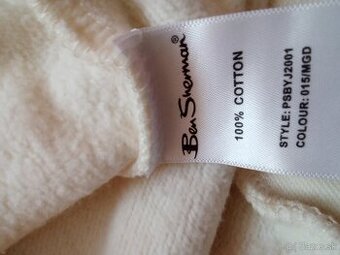 Ben Sherman®
100% COTTON
STYLE: PSBYJ2001
COLOUR: 015/MGD